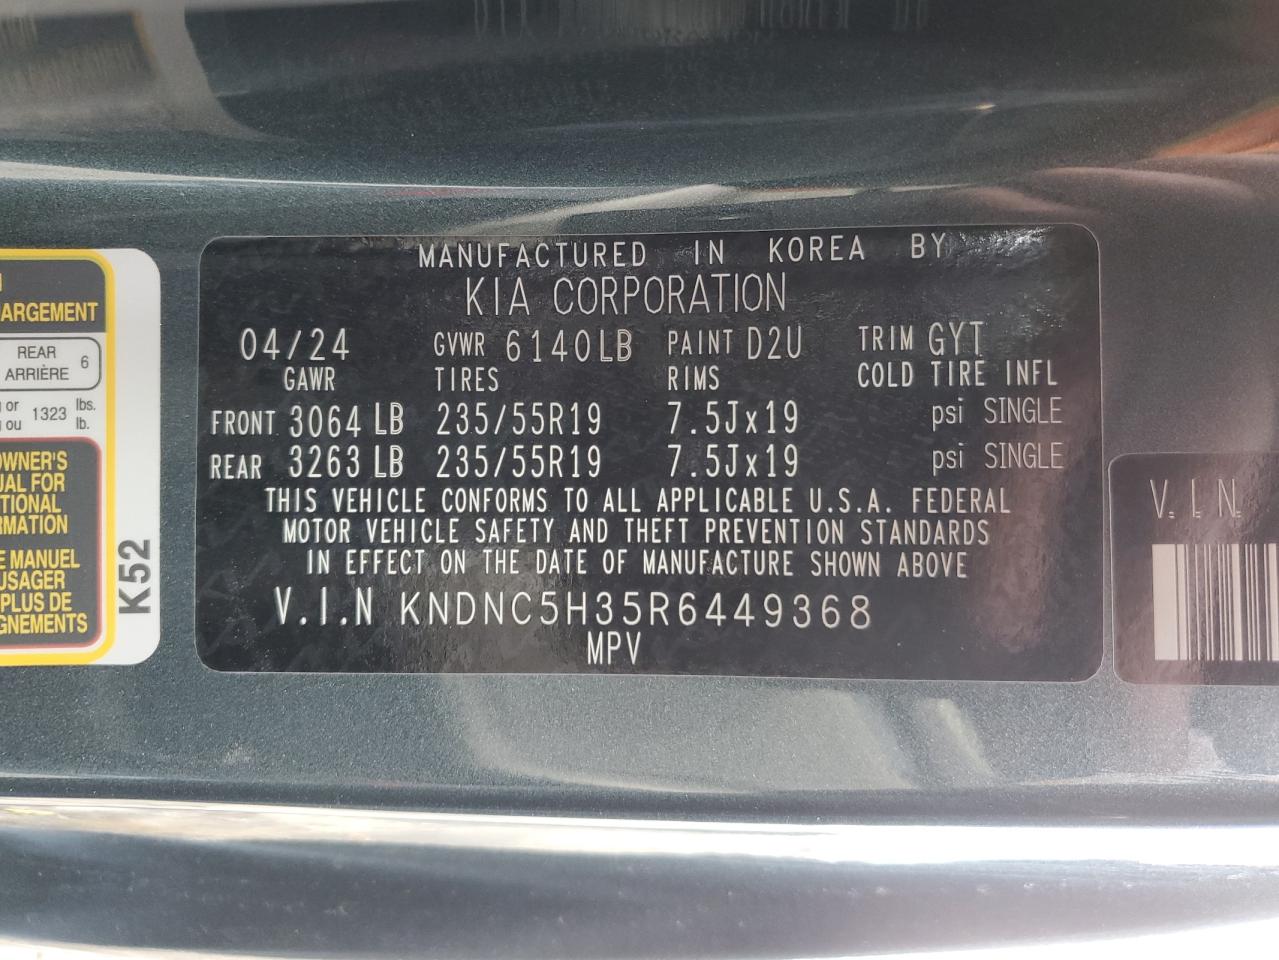 MANUFACTURED IN KOREA BY
KIA CORPORATION
04/24 GVWR 6140LB PAINT D2U TRIM GYT
GAWR TIRES RIMS COLD TIRE INFL
FRONT 3064 LB 235/55R19 7.5Jx19 psi SINGLE
REAR 3263 LB 235/55R19 7.5Jx19 psi SINGLE
THIS VEHICLE CONFORMS TO ALL APPLICABLE U.S.A. FEDERAL
MOTOR VEHICLE SAFETY AND THEFT PREVENTION STANDARDS
IN EFFECT ON THE DATE OF MANUFACTURE SHOWN ABOVE
V.I.N KNDNC5H35R6449368
MPV
ARGEMENT
REAR
ARRIÈRE 6
or 1323 lbs.
ou lb.
OWNER'S
UAL FOR
TIONAL
RMATION
E MANUEL
USAGER
PLUS DE
GNEMENTS
K52
V.I.N.